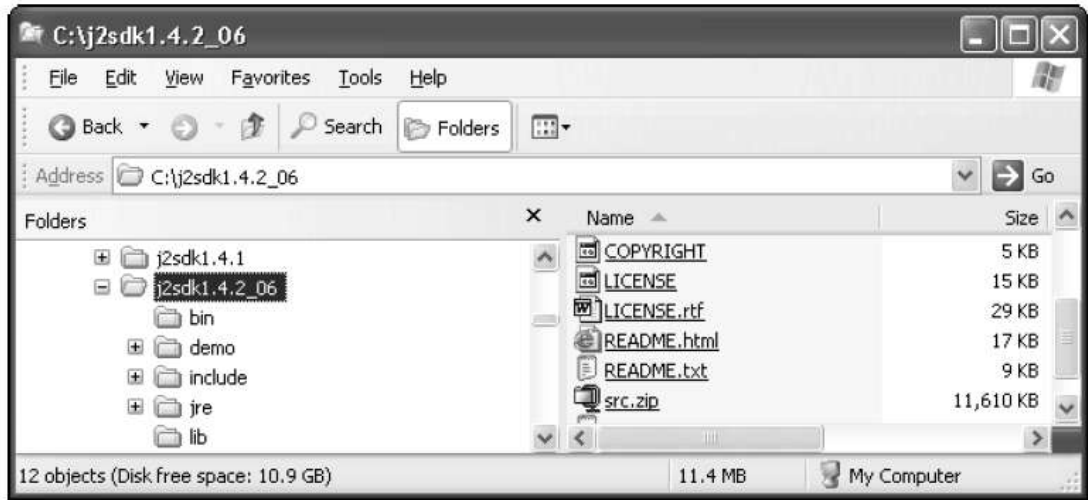 C:\j2sdk1.4.2_06
File Edit View Favorites Tools Help
Back Search Folders
Address C:\j2sdk1.4.2_06 Go
Folders
j2sdk1.4.1
j2sdk1.4.2_06
bin
demo
include
jre
lib
Name Size
COPYRIGHT 5 KB
LICENSE 15 KB
LICENSE.rtf 29 KB
README.html 17 KB
README.txt 9 KB
src.zip 11,610 KB
12 objects (Disk free space: 10.9 GB) 11.4 MB My Computer